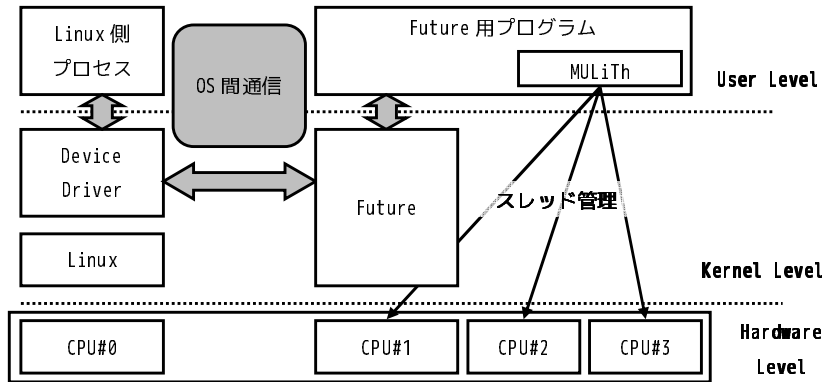 Linux 側
プロセス
OS 間通信
Future 用プログラム
MULiTh
User Level
Device
Driver
Future
スレッド管理
Linux
Kernel Level
CPU#0
CPU#1
CPU#2
CPU#3
Hardware
Level